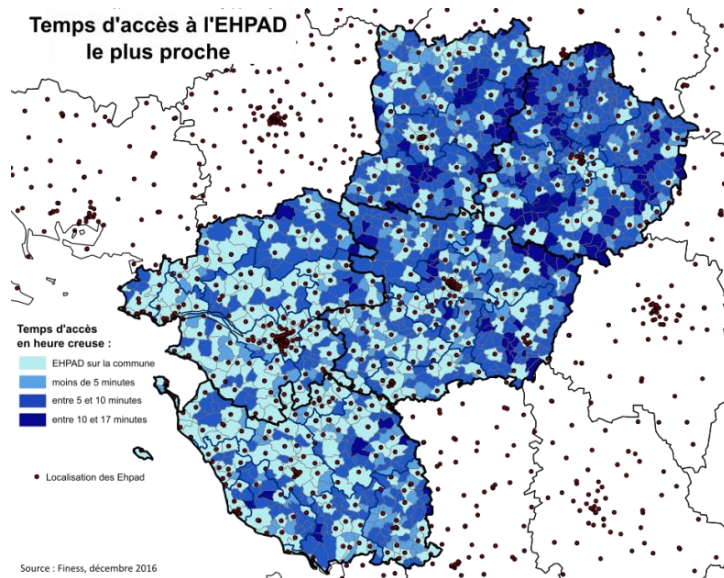 Temps d'accès à l'EHPAD
le plus proche
Temps d'accès
en heure creuse :
EHPAD sur la commune
moins de 5 minutes
entre 5 et 10 minutes
entre 10 et 17 minutes
Localisation des Ehpad
Source : Finess, décembre 2016